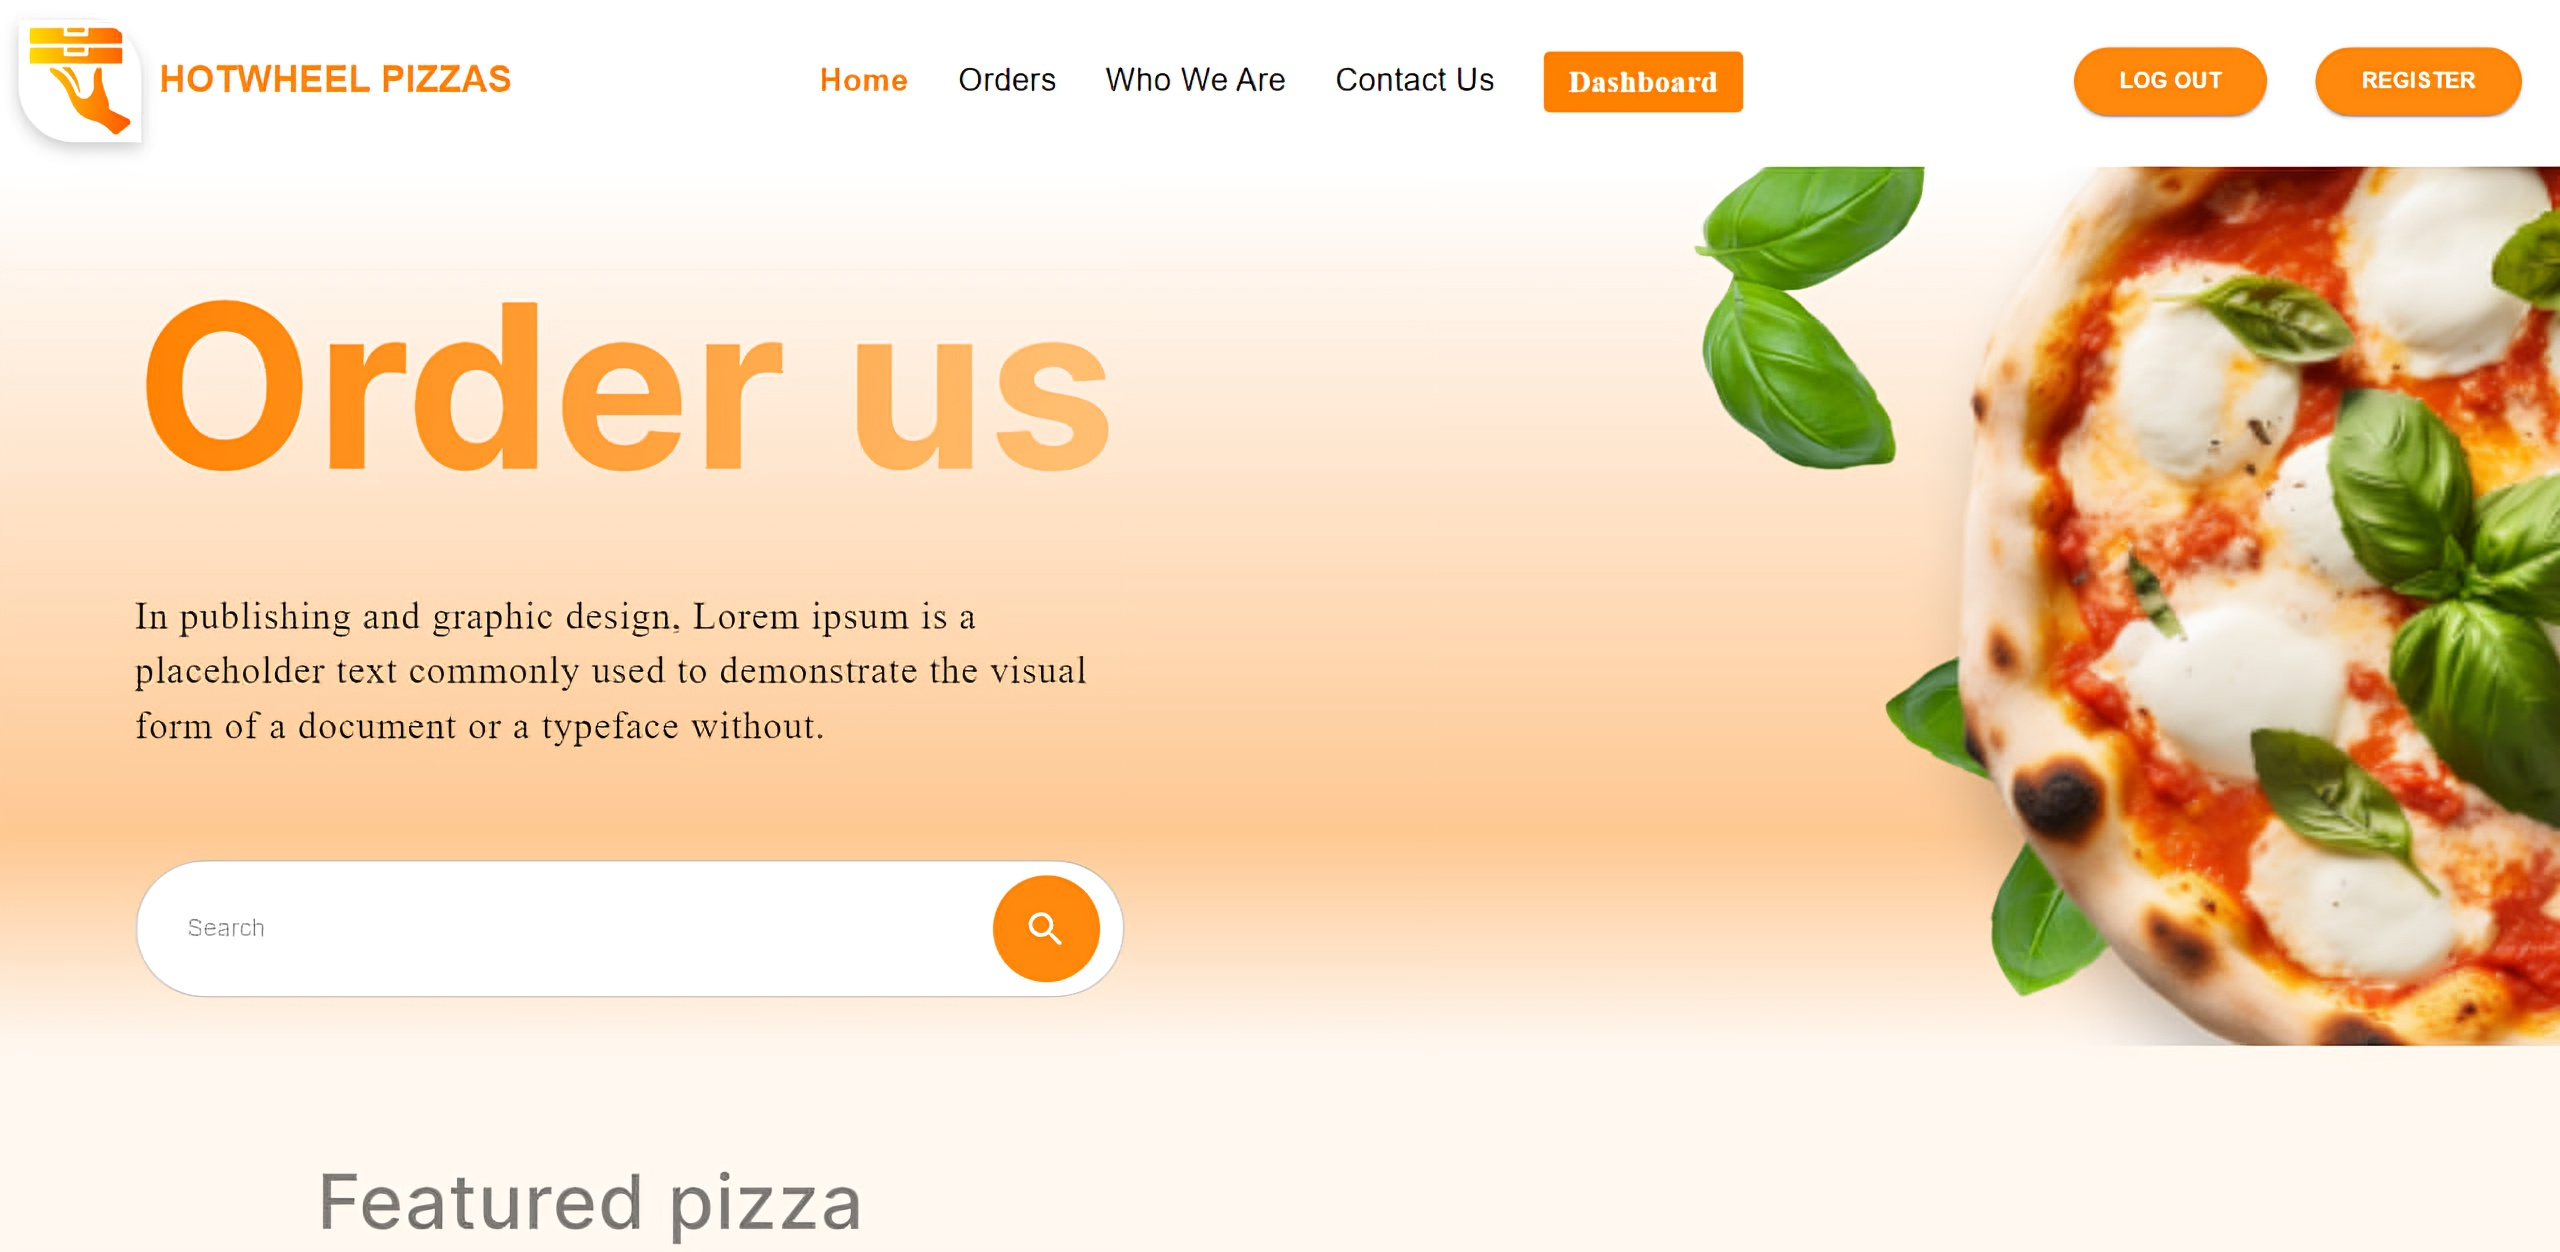 HOTWHEEL PIZZAS
Home Orders Who We Are Contact Us Dashboard
LOG OUT REGISTER
Order us
In publishing and graphic design, Lorem ipsum is a
placeholder text commonly used to demonstrate the visual
form of a document or a typeface without.
Search
Featured pizza